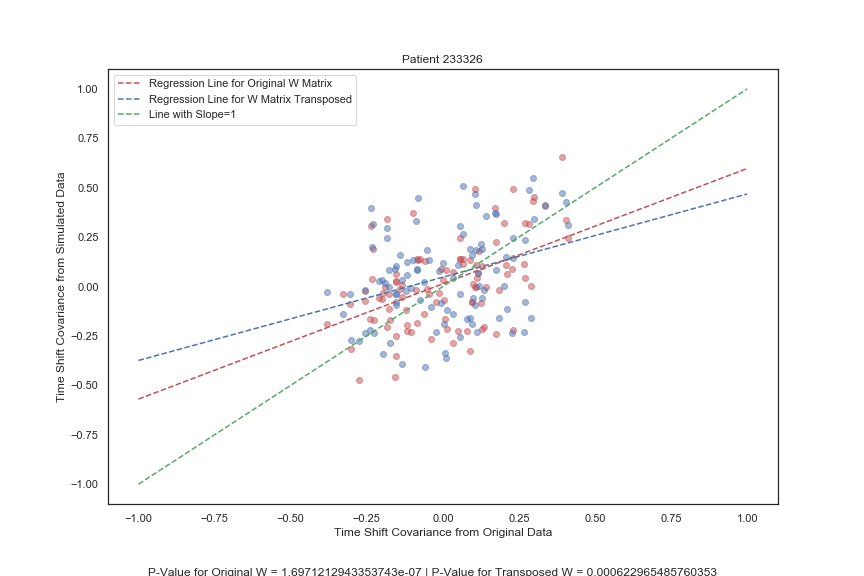 Patient 233326
Regression Line for Original W Matrix
Regression Line for W Matrix Transposed
Line with Slope=1
Time Shift Covariance from Simulated Data
1.00
0.75
0.50
0.25
0.00
−0.25
−0.50
−0.75
−1.00
−1.00 −0.75 −0.50 −0.25 0.00 0.25 0.50 0.75 1.00
Time Shift Covariance from Original Data
P-Value for Original W = 1.6971212943353743e-07 | P-Value for Transposed W = 0.000622965485760353